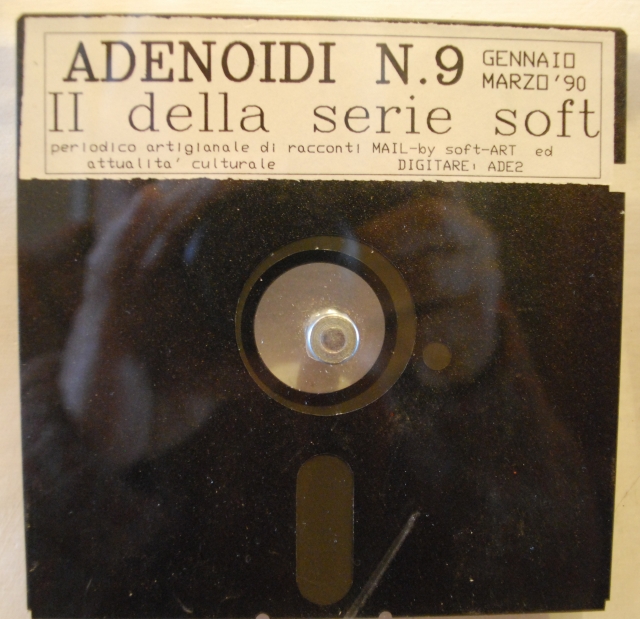 ADENOIDI N.9 GENNAIO
MARZO '90
II della serie soft
periodico artigianale di racconti MAIL-by soft-ART ed
attualita' culturale DIGITARE: ADE2